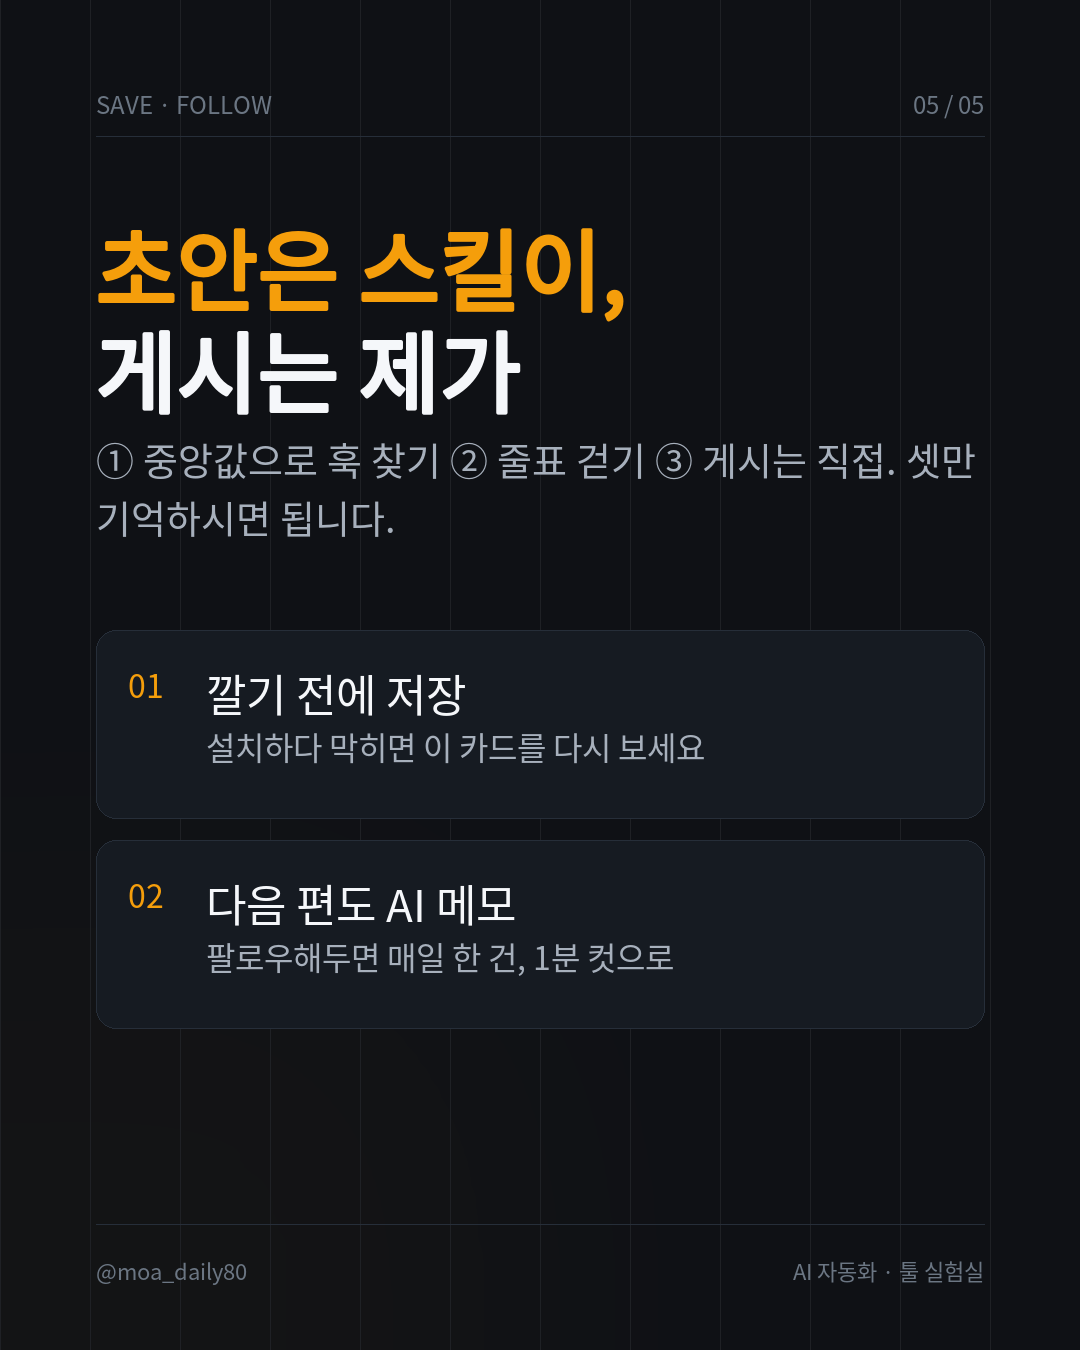 SAVE · FOLLOW
05 / 05
초안은 스킬이,
게시는 제가
① 중앙값으로 훅 찾기 ② 줄표 걷기 ③ 게시는 직접. 셋만
기억하시면 됩니다.
01
깔기 전에 저장
설치하다 막히면 이 카드를 다시 보세요
02
다음 편도 AI 메모
팔로우해두면 매일 한 건, 1분 컷으로
@moa_daily80
AI 자동화 · 툴 실험실